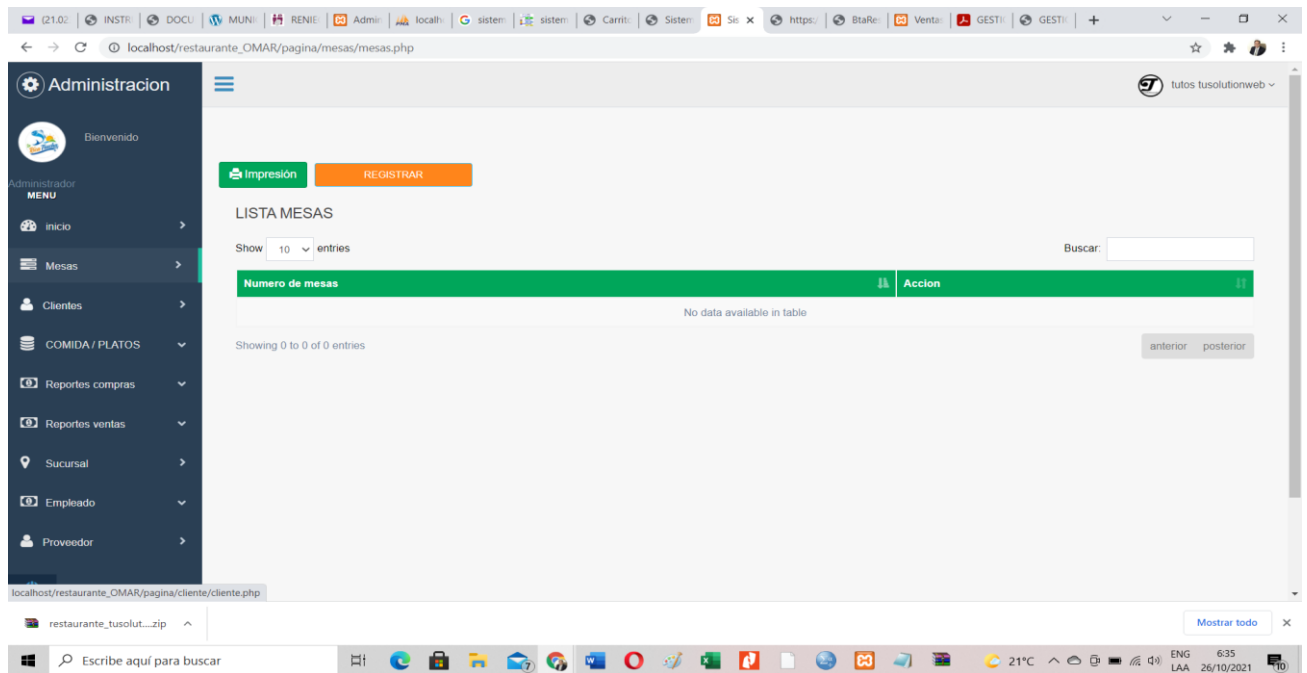 (21.02 INSTR DOCU MUNI RENIE Admin localh sistem sistem Carrito Sistem Sis https:/ 8taRe Ventas GESTI GESTI
localhost/restaurante_OMAR/pagina/mesas/mesas.php
Administracion
tutos tusolutionweb
Bienvenido
Administrador
MENU
inicio
Mesas
Clientes
COMIDA / PLATOS
Reportes compras
Reportes ventas
Sucursal
Empleado
Proveedor
Impresión REGISTRAR
LISTA MESAS
Show 10 entries Buscar:
Numero de mesas Accion
No data available in table
Showing 0 to 0 of 0 entries anterior posterior
localhost/restaurante_OMAR/pagina/cliente/cliente.php
restaurante_tusolut....zip Mostrar todo
Escribe aquí para buscar 21°C ENG 6:35
LAA 26/10/2021